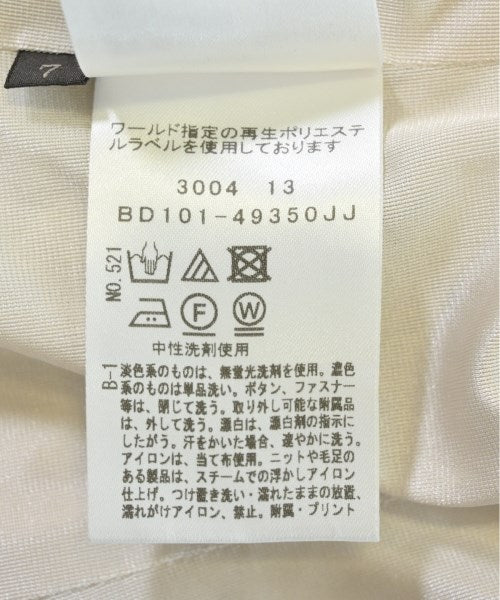 7
ワールド指定の再生ポリエステ
ルラベルを使用しております
3004 13
BD101-49350JJ
NO.521
F W
中性洗剤使用
B-1
淡色系のものは、無蛍光洗剤を使用。濃色
系のものは単品洗い。ボタン、ファスナー
等は、閉じて洗う。取り外し可能な附属品
は、外して洗う。漂白は、漂白剤の指示に
したがう。汗をかいた場合、速やかに洗う。
アイロンは、当て布使用。ニットや毛足の
ある製品は、スチームでの浮かしアイロン
仕上げ。つけ置き洗い・濡れたままの放置、
濡れがけアイロン、禁止。附属・プリント